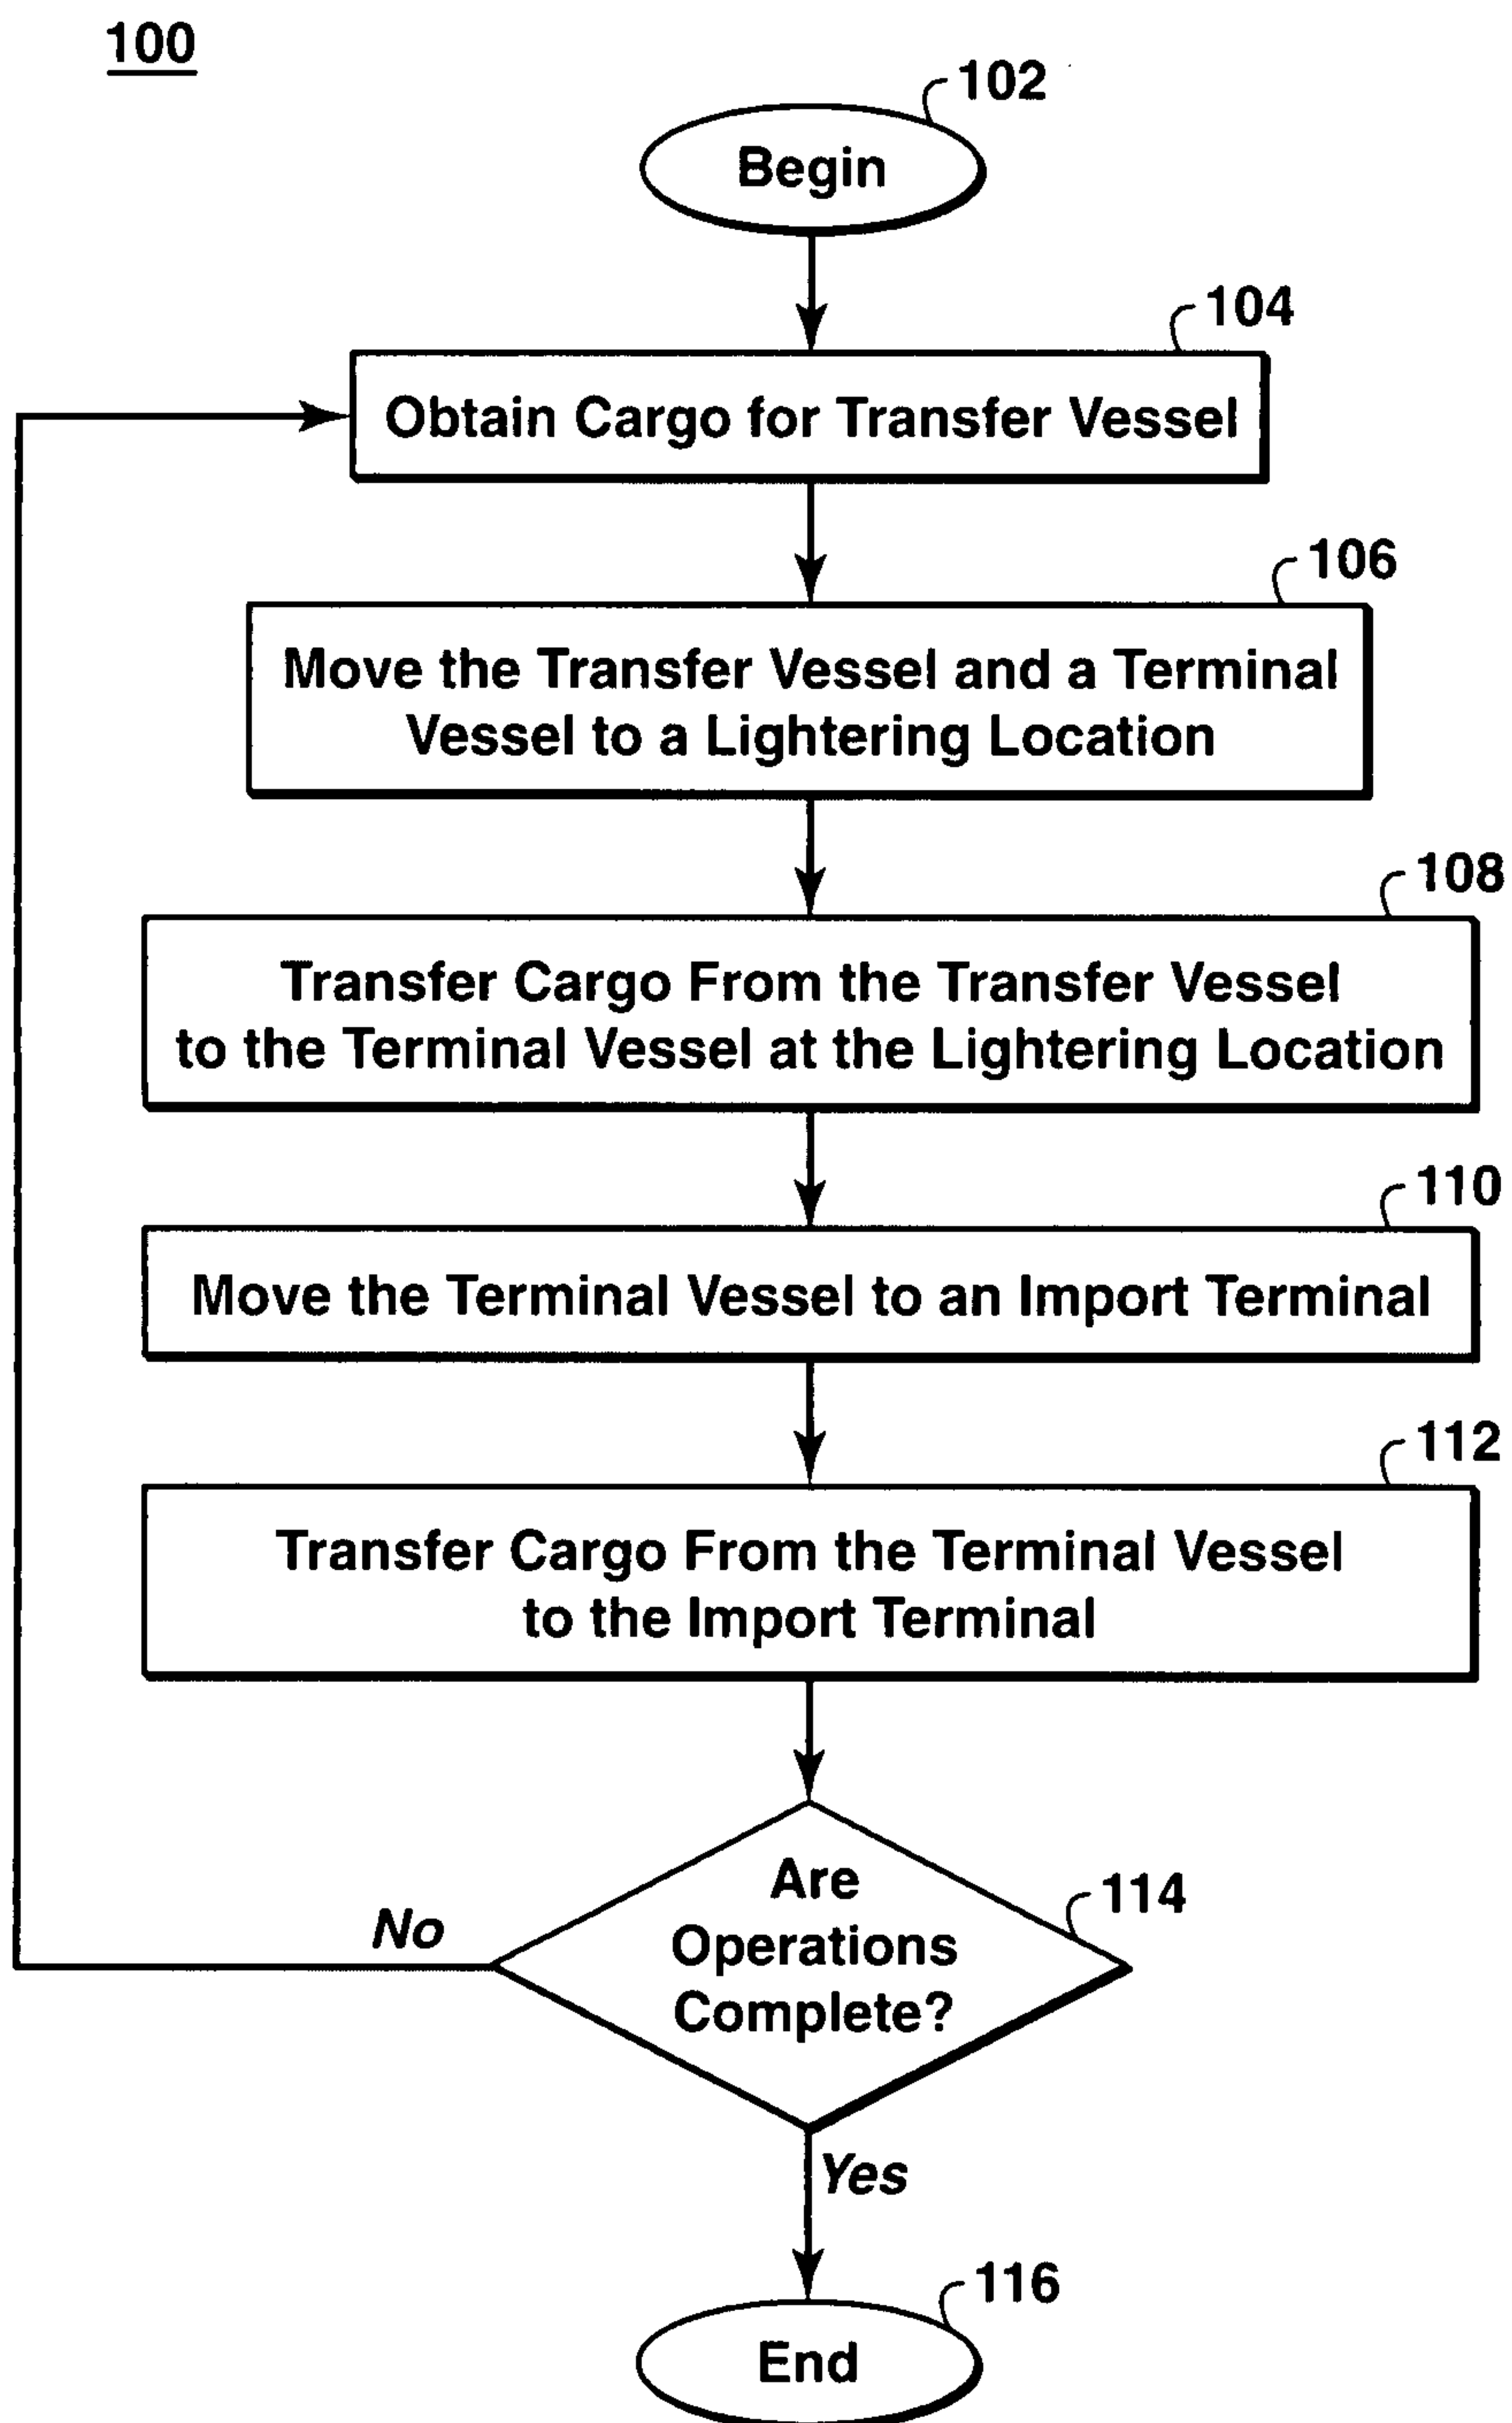 100
102
Begin
104
Obtain Cargo for Transfer Vessel
106
Move the Transfer Vessel and a Terminal
Vessel to a Lightering Location
108
Transfer Cargo From the Transfer Vessel
to the Terminal Vessel at the Lightering Location
110
Move the Terminal Vessel to an Import Terminal
112
Transfer Cargo From the Terminal Vessel
to the Import Terminal
114
Are
Operations
Complete?
No
Yes
116
End